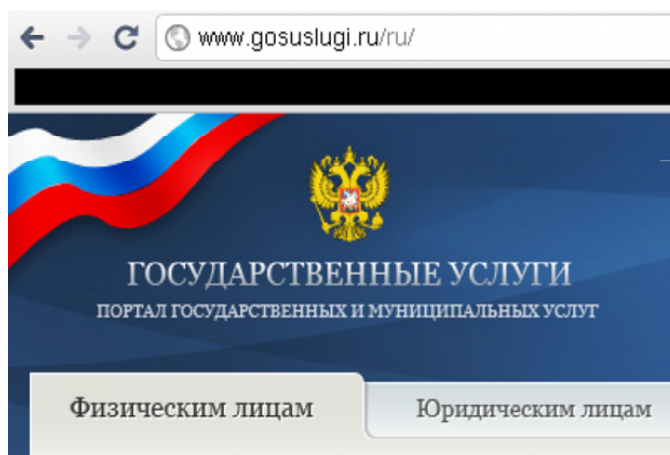 www.gosuslugi.ru/ru/
ГОСУДАРСТВЕННЫЕ УСЛУГИ
ПОРТАЛ ГОСУДАРСТВЕННЫХ И МУНИЦИПАЛЬНЫХ УСЛУГ
Физическим лицам Юридическим лицам